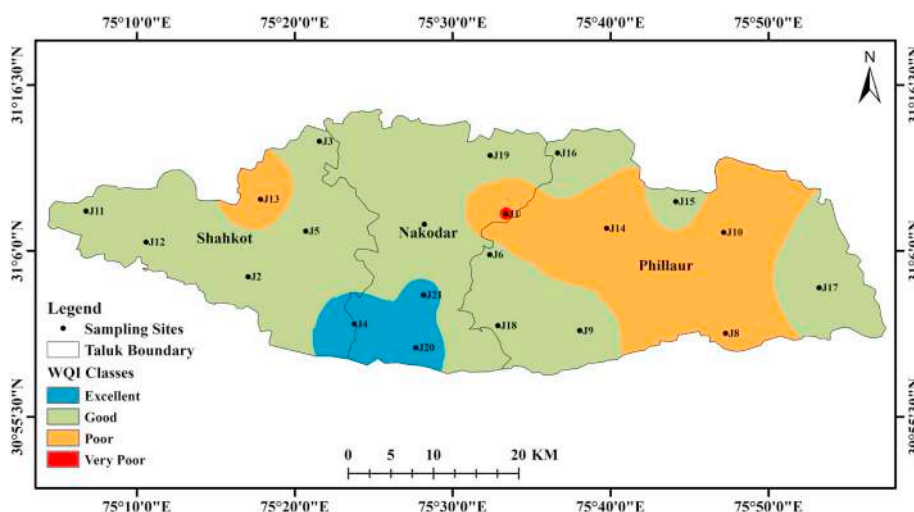 75°10'0"E 75°20'0"E 75°30'0"E 75°40'0"E 75°50'0"E
31°16'30"N
31°16'30"N
N
J3
J19
J16
J13
J11
J1
J15
J12
Shahkot
J5
Nakodar
J14
J10
31°6'0"N
31°6'0"N
J6
Phillaur
J2
J21
J17
Legend
Sampling Sites
Taluk Boundary
WQI Classes
Excellent
Good
Poor
Very Poor
J4
J20
J18
J9
J8
30°55'30"N
30°55'30"N
0 5 10 20 KM
75°10'0"E 75°20'0"E 75°30'0"E 75°40'0"E 75°50'0"E